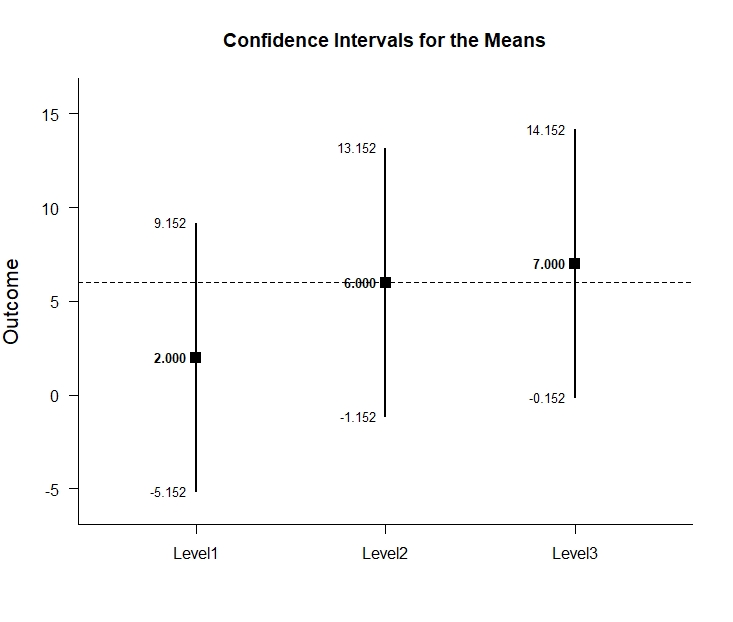 Confidence Intervals for the Means
Outcome
15
10
5
0
-5
9.152
2.000
-5.152
13.152
6.000
-1.152
14.152
7.000
-0.152
Level1
Level2
Level3